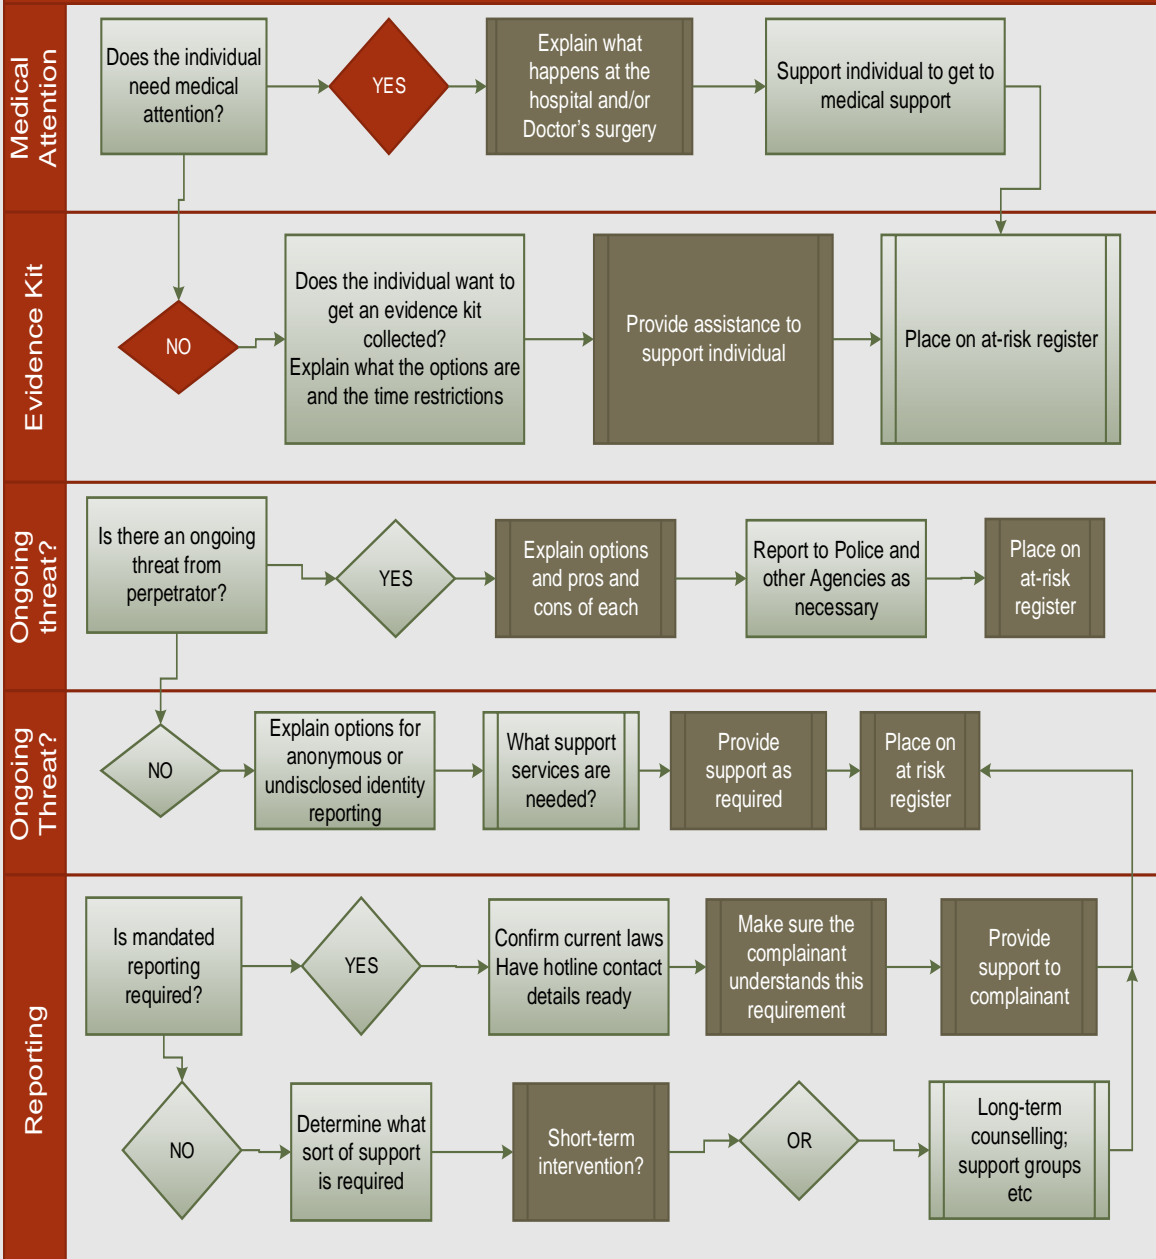 Medical
Attention
Does the individual
need medical
attention?
YES
Explain what
happens at the
hospital and/or
Doctor’s surgery
Support individual to get to
medical support
Evidence Kit
NO
Does the individual want to
get an evidence kit
collected?
Explain what the options are
and the time restrictions
Provide assistance to
support individual
Place on at-risk register
Ongoing
threat?
Is there an ongoing
threat from
perpetrator?
YES
Explain options
and pros and
cons of each
Report to Police and
other Agencies as
necessary
Place on
at-risk
register
Ongoing
Threat?
NO
Explain options for
anonymous or
undisclosed identity
reporting
What support
services are
needed?
Provide
support as
required
Place on
at risk
register
Reporting
Is mandated
reporting
required?
YES
Confirm current laws
Have hotline contact
details ready
Make sure the
complainant
understands this
requirement
Provide
support to
complainant
NO
Determine what
sort of support
is required
Short-term
intervention?
OR
Long-term
counselling;
support groups
etc